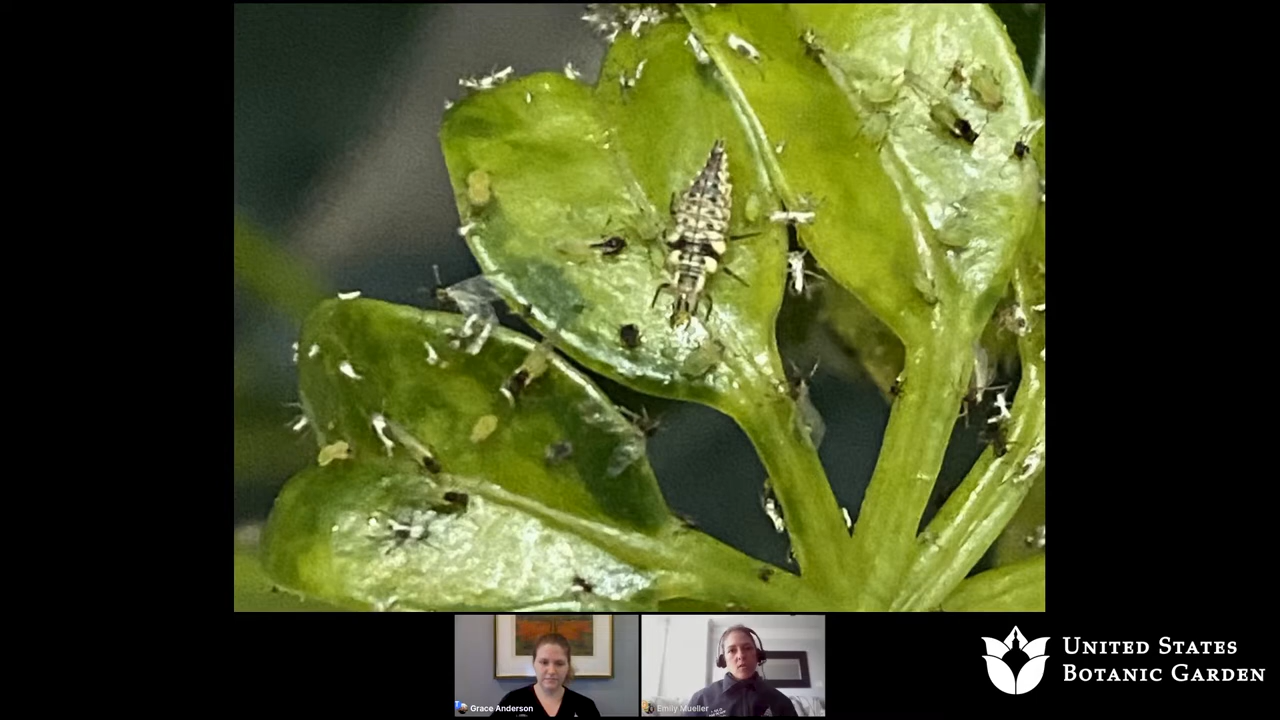 Grace Anderson
Emily Mueller
UNITED STATES
BOTANIC GARDEN